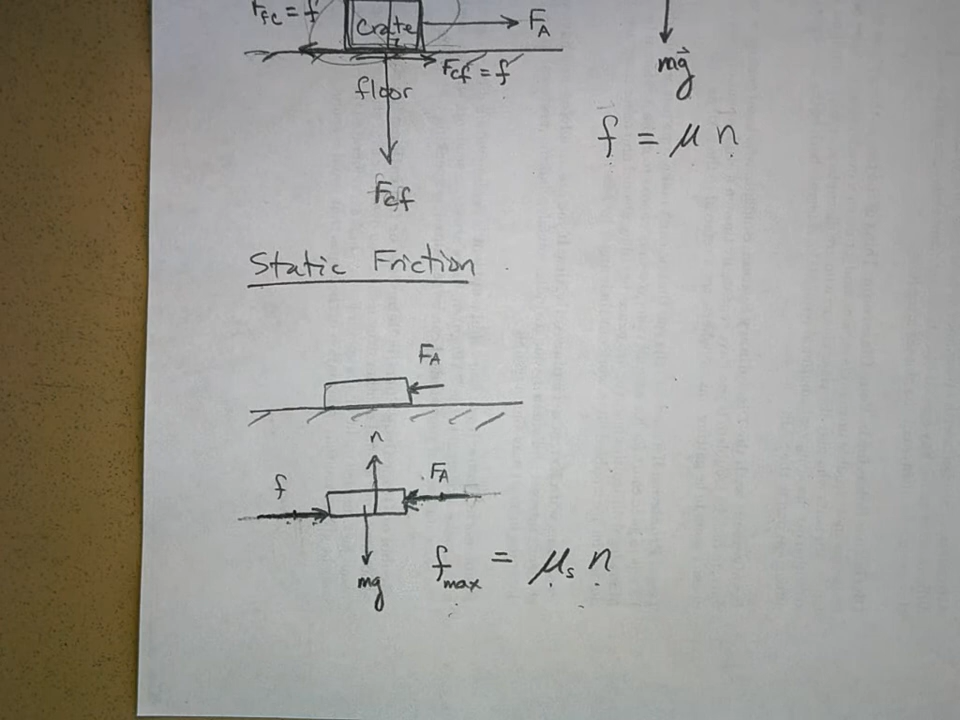 F_fc = f
Crate
F_A
F_cf = f
floor
mg⃗
F_cf
f = μ n
Static Friction
F_A
n
f
F_A
mg
f_max = μ_s n